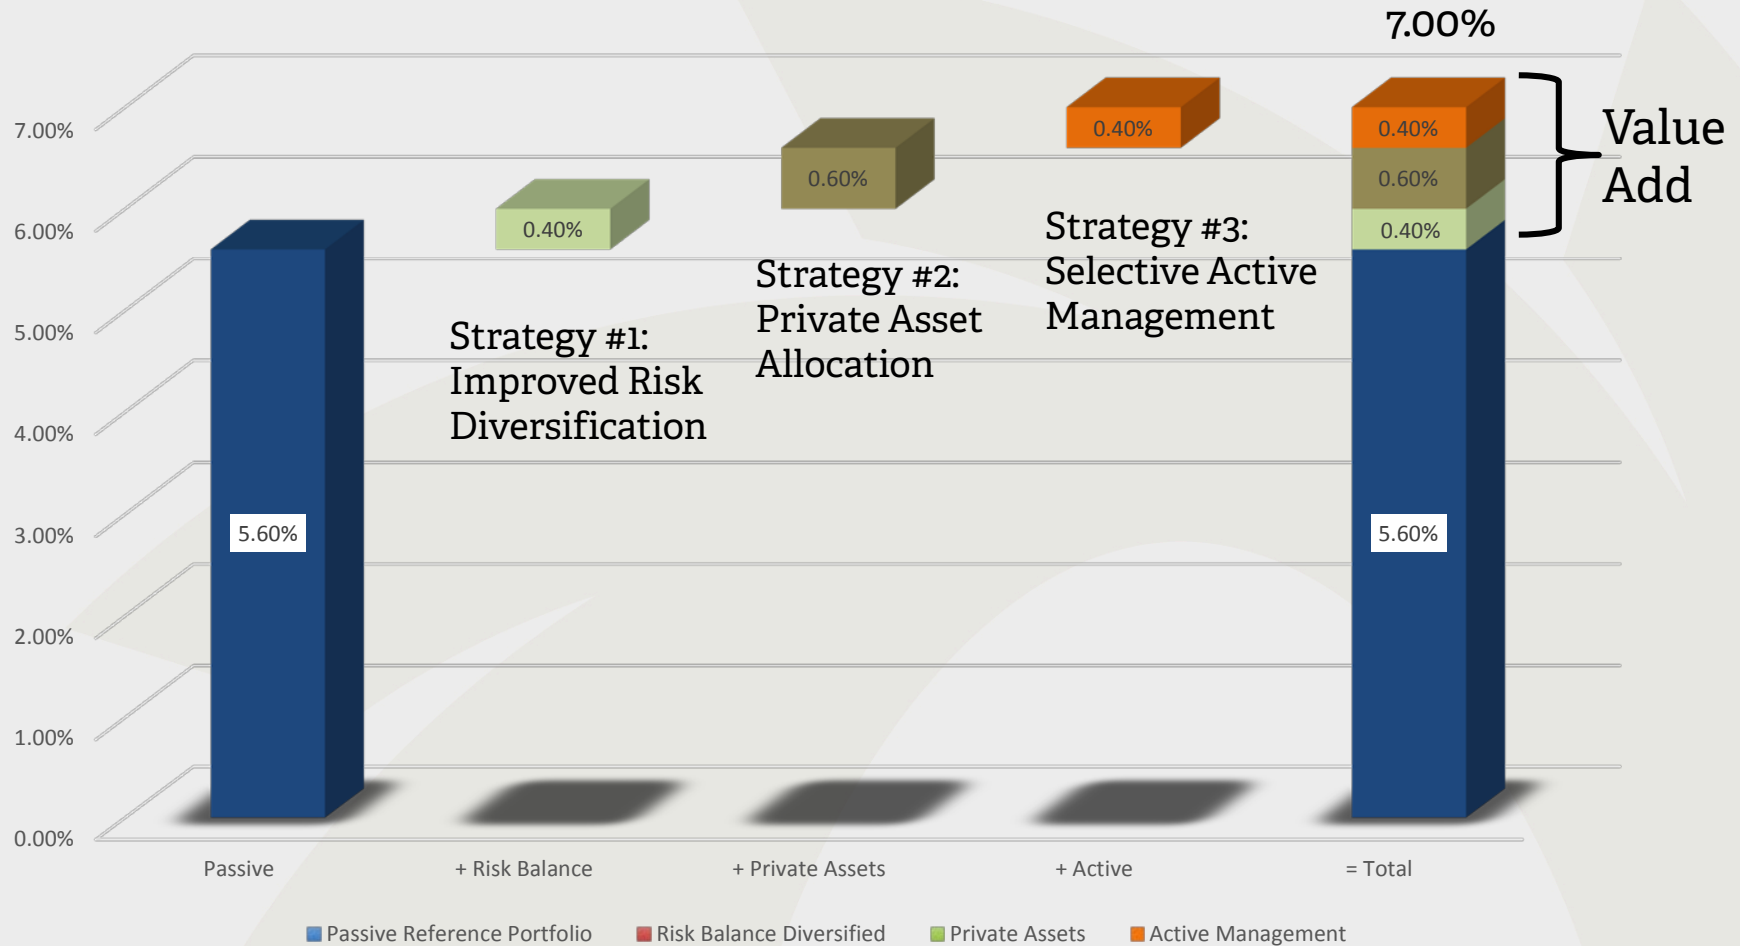 7.00%
7.00%
6.00%
5.00%
4.00%
3.00%
2.00%
1.00%
0.00%
5.60%
0.40%
Strategy #1:
Improved Risk
Diversification
0.60%
Strategy #2:
Private Asset
Allocation
0.40%
Strategy #3:
Selective Active
Management
0.40%
0.60%
0.40%
5.60%
Value
Add
Passive
+ Risk Balance
+ Private Assets
+ Active
= Total
Passive Reference Portfolio
Risk Balance Diversified
Private Assets
Active Management